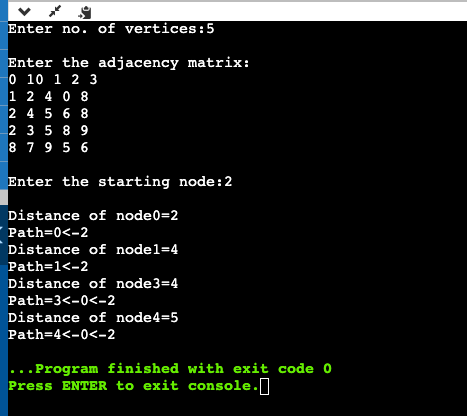 Enter no. of vertices:5
Enter the adjacency matrix:
0 10 1 2 3
1 2 4 0 8
2 4 5 6 8
2 3 5 8 9
8 7 9 5 6
Enter the starting node:2
Distance of node0=2
Path=0<-2
Distance of node1=4
Path=1<-2
Distance of node3=4
Path=3<-0<-2
Distance of node4=5
Path=4<-0<-2
...Program finished with exit code 0
Press ENTER to exit console.